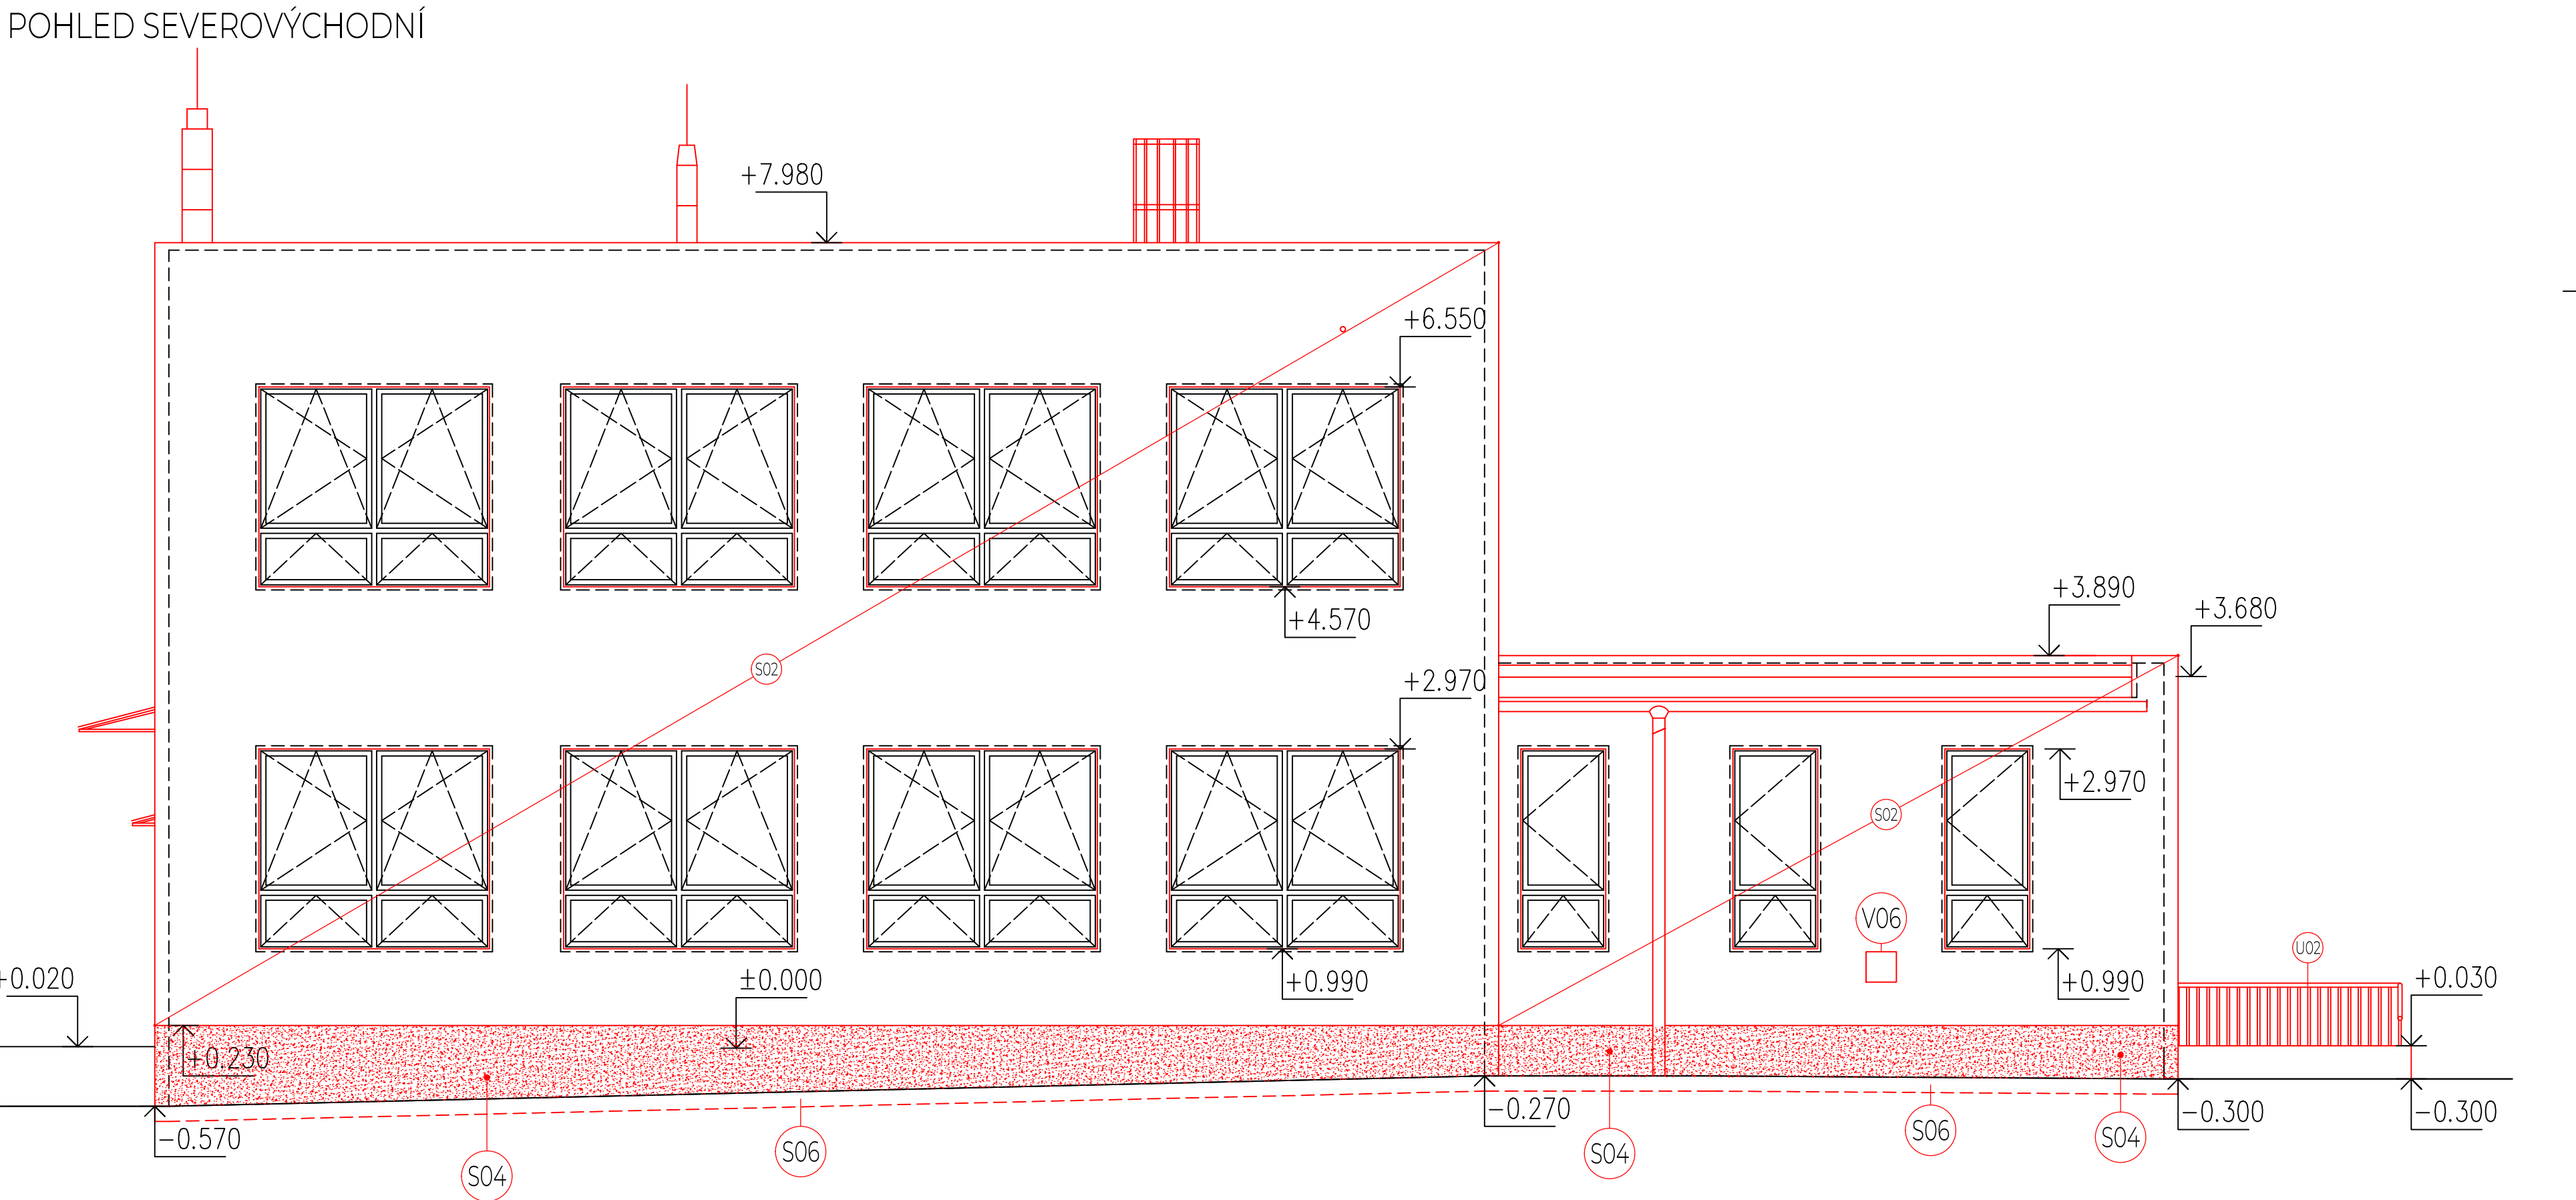 POHLED SEVEROVÝCHODNÍ
+7.980
+6.550
+4.570
+3.890
+3.680
S02
+2.970
+2.970
S02
V06
U02
+0.020
±0.000
+0.990
+0.990
+0.030
+0.230
-0.570
S04
S06
-0.270
S04
S06
S04
-0.300
-0.300